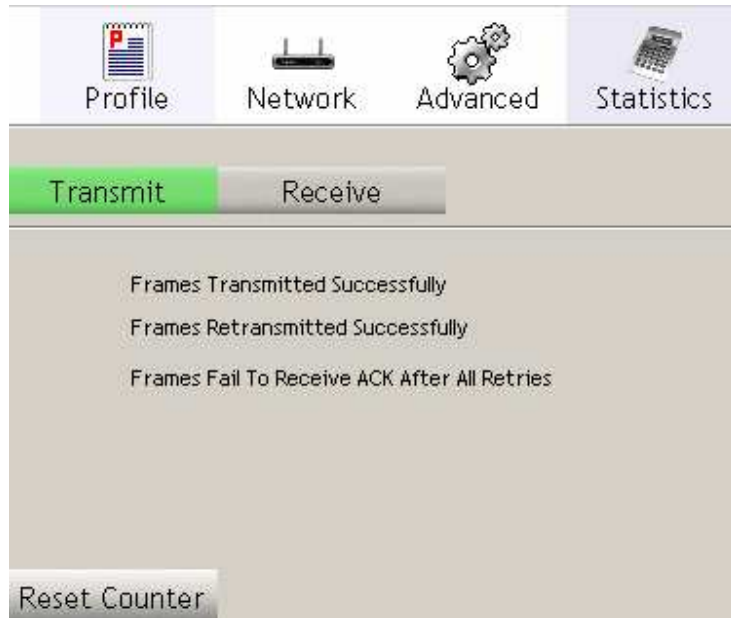 Profile Network Advanced Statistics
Transmit Receive
Frames Transmitted Successfully
Frames Retransmitted Successfully
Frames Fail To Receive ACK After All Retries
Reset Counter